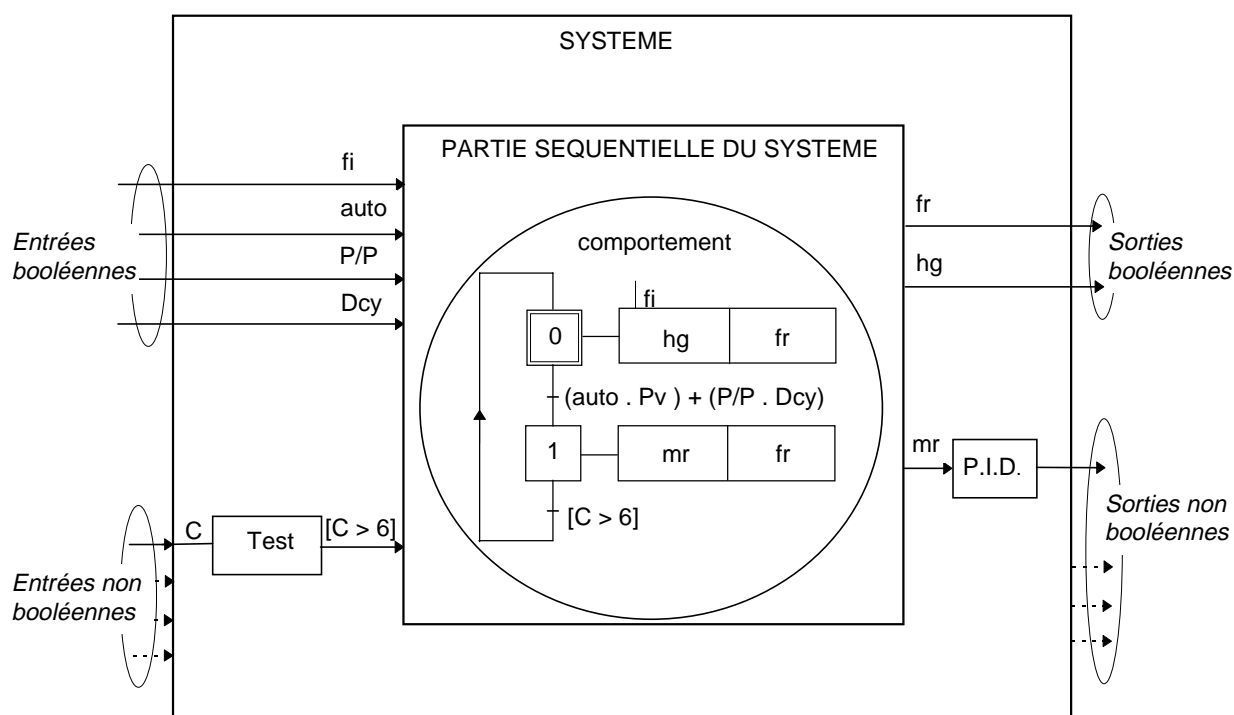 SYSTEME
PARTIE SEQUENTIELLE DU SYSTEME
fi
auto
P/P
Dcy
Entrées
booléennes
fr
hg
Sorties
booléennes
comportement
fi
0
hg
fr
(auto . Pv ) + (P/P . Dcy)
1
mr
fr
[C > 6]
mr
P.I.D.
Sorties non
booléennes
C
Test
[C > 6]
Entrées non
booléennes